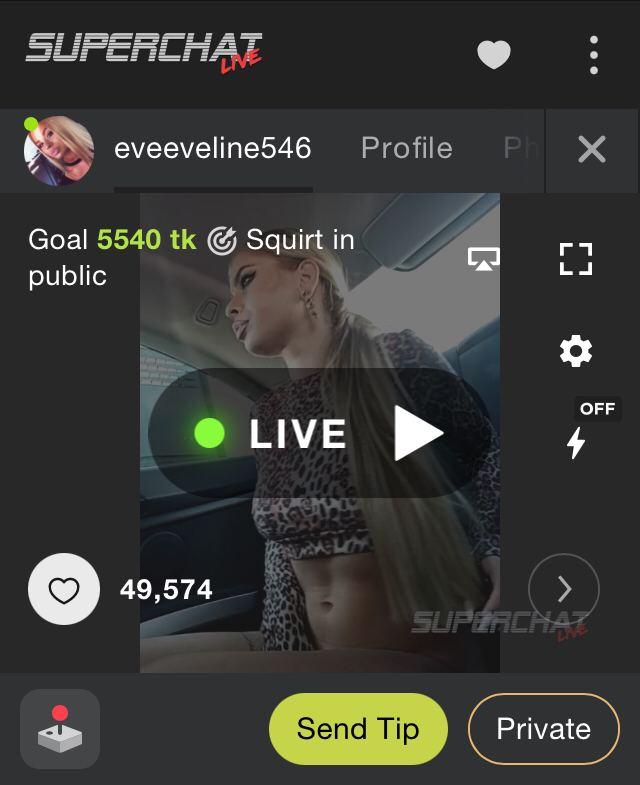 SUPERCHAT
LIVE
eveeveline546 Profile Ph
Goal 5540 tk Squirt in
public
LIVE
OFF
49,574
SUPERCHAT
LIVE
Send Tip Private